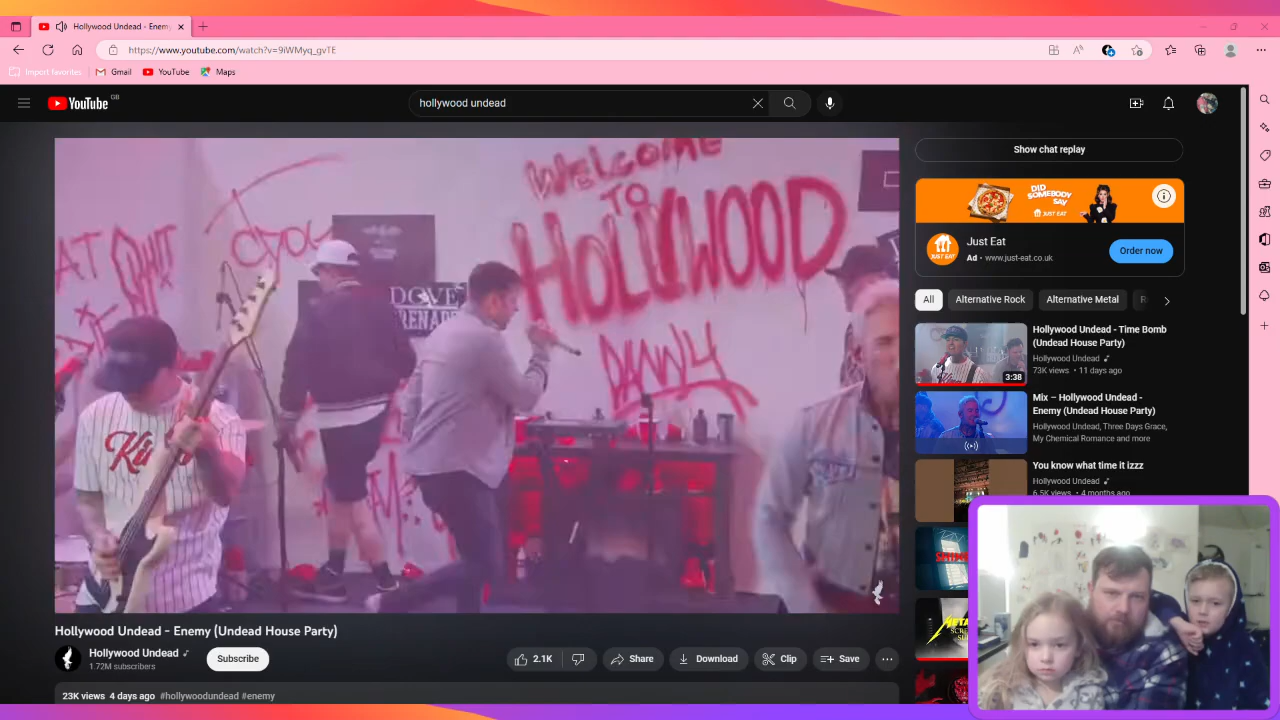 Hollywood Undead - Enemy
https://www.youtube.com/watch?v=9iWMyq_gvTE
Import favorites
Gmail
YouTube
Maps
YouTube GB
hollywood undead
WELCOME
TO
HOLLYWOOD
DANNY
DOVE
GRENADE
Show chat replay
DID
SOMEBODY
SAY
JUST EAT
Just Eat
Ad • www.just-eat.co.uk
Order now
All
Alternative Rock
Alternative Metal
Hollywood Undead - Time Bomb
(Undead House Party)
Hollywood Undead
73K views • 11 days ago
3:38
Mix – Hollywood Undead -
Enemy (Undead House Party)
Hollywood Undead, Three Days Grace,
My Chemical Romance and more
You know what time it izzz
Hollywood Undead
6.5K views • 4 months ago
Hollywood Undead - Enemy (Undead House Party)
Hollywood Undead
1.72M subscribers
Subscribe
2.1K
Share
Download
Clip
Save
23K views 4 days ago #hollywoodundead #enemy